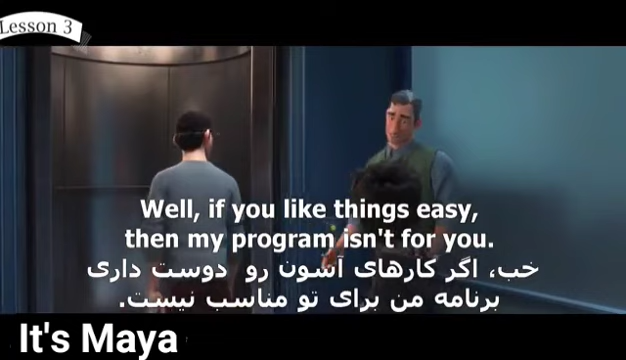 Lesson 3
Well, if you like things easy,
then my program isn't for you.
خب، اگر کارهای آسون رو دوست داری
برنامه من برای تو مناسب نیست.
It's Maya